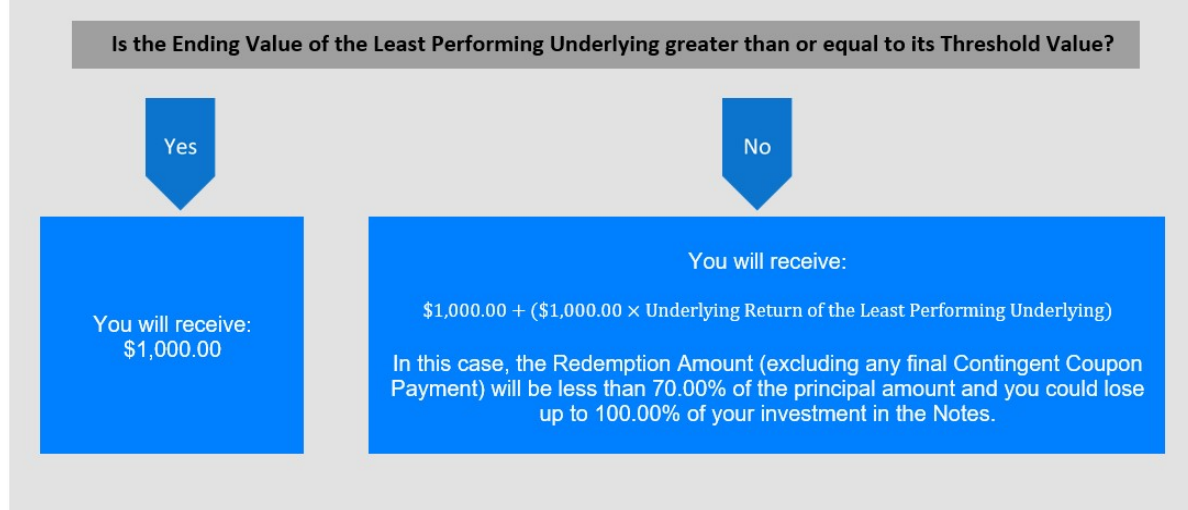 Is the Ending Value of the Least Performing Underlying greater than or equal to its Threshold Value?
Yes
No
You will receive:
$1,000.00
You will receive:
$1,000.00 + ($1,000.00 × Underlying Return of the Least Performing Underlying)
In this case, the Redemption Amount (excluding any final Contingent Coupon
Payment) will be less than 70.00% of the principal amount and you could lose
up to 100.00% of your investment in the Notes.